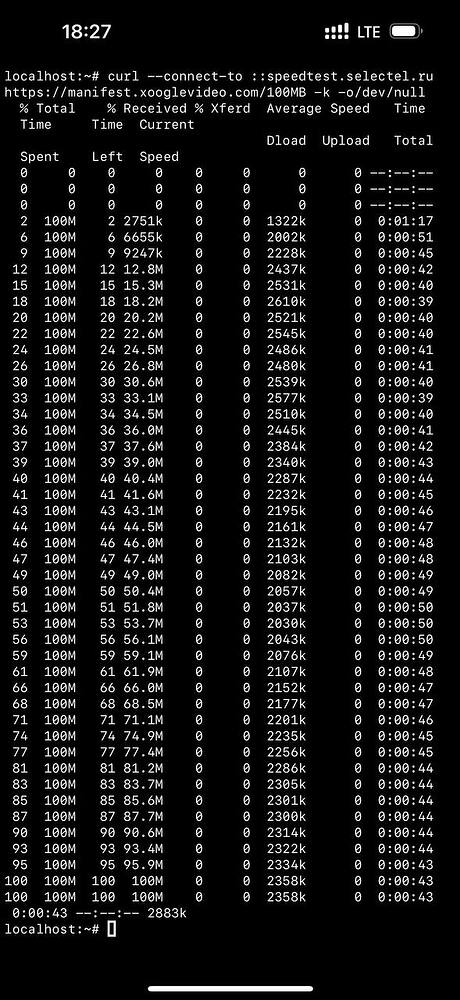 18:27
LTE
localhost:~# curl --connect-to ::speedtest.selectel.ru
https://manifest.xooglevideo.com/100MB -k -o/dev/null
% Total % Received % Xferd Average Speed Time
Time Time Current
Dload Upload Total
Spent Left Speed
0 0 0 0 0 0 0 0 --:--:--
0 0 0 0 0 0 0 0 --:--:--
0 0 0 0 0 0 0 0 --:--:--
2 100M 2 2751k 0 0 1322k 0 0:01:17
6 100M 6 6655k 0 0 2002k 0 0:00:51
9 100M 9 9247k 0 0 2228k 0 0:00:45
12 100M 12 12.8M 0 0 2437k 0 0:00:42
15 100M 15 15.3M 0 0 2531k 0 0:00:40
18 100M 18 18.2M 0 0 2610k 0 0:00:39
20 100M 20 20.2M 0 0 2521k 0 0:00:40
22 100M 22 22.6M 0 0 2545k 0 0:00:40
24 100M 24 24.5M 0 0 2486k 0 0:00:41
26 100M 26 26.8M 0 0 2480k 0 0:00:41
30 100M 30 30.6M 0 0 2539k 0 0:00:40
33 100M 33 33.1M 0 0 2577k 0 0:00:39
34 100M 34 34.5M 0 0 2510k 0 0:00:40
36 100M 36 36.0M 0 0 2445k 0 0:00:41
37 100M 37 37.6M 0 0 2384k 0 0:00:42
39 100M 39 39.0M 0 0 2340k 0 0:00:43
40 100M 40 40.4M 0 0 2287k 0 0:00:44
41 100M 41 41.6M 0 0 2232k 0 0:00:45
43 100M 43 43.1M 0 0 2195k 0 0:00:46
44 100M 44 44.5M 0 0 2161k 0 0:00:47
46 100M 46 46.0M 0 0 2132k 0 0:00:48
47 100M 47 47.4M 0 0 2103k 0 0:00:48
49 100M 49 49.0M 0 0 2082k 0 0:00:49
50 100M 50 50.4M 0 0 2057k 0 0:00:49
51 100M 51 51.8M 0 0 2037k 0 0:00:50
53 100M 53 53.7M 0 0 2030k 0 0:00:50
56 100M 56 56.1M 0 0 2043k 0 0:00:50
59 100M 59 59.1M 0 0 2076k 0 0:00:49
61 100M 61 61.9M 0 0 2107k 0 0:00:48
66 100M 66 66.0M 0 0 2152k 0 0:00:47
68 100M 68 68.5M 0 0 2177k 0 0:00:47
71 100M 71 71.1M 0 0 2201k 0 0:00:46
74 100M 74 74.9M 0 0 2235k 0 0:00:45
77 100M 77 77.4M 0 0 2256k 0 0:00:45
81 100M 81 81.2M 0 0 2286k 0 0:00:44
83 100M 83 83.7M 0 0 2305k 0 0:00:44
85 100M 85 85.6M 0 0 2301k 0 0:00:44
87 100M 87 87.7M 0 0 2300k 0 0:00:44
90 100M 90 90.6M 0 0 2314k 0 0:00:44
93 100M 93 93.4M 0 0 2322k 0 0:00:44
95 100M 95 95.9M 0 0 2334k 0 0:00:43
100 100M 100 100M 0 0 2358k 0 0:00:43
100 100M 100 100M 0 0 2358k 0 0:00:43
0:00:43 --:--:-- 2883k
localhost:~#